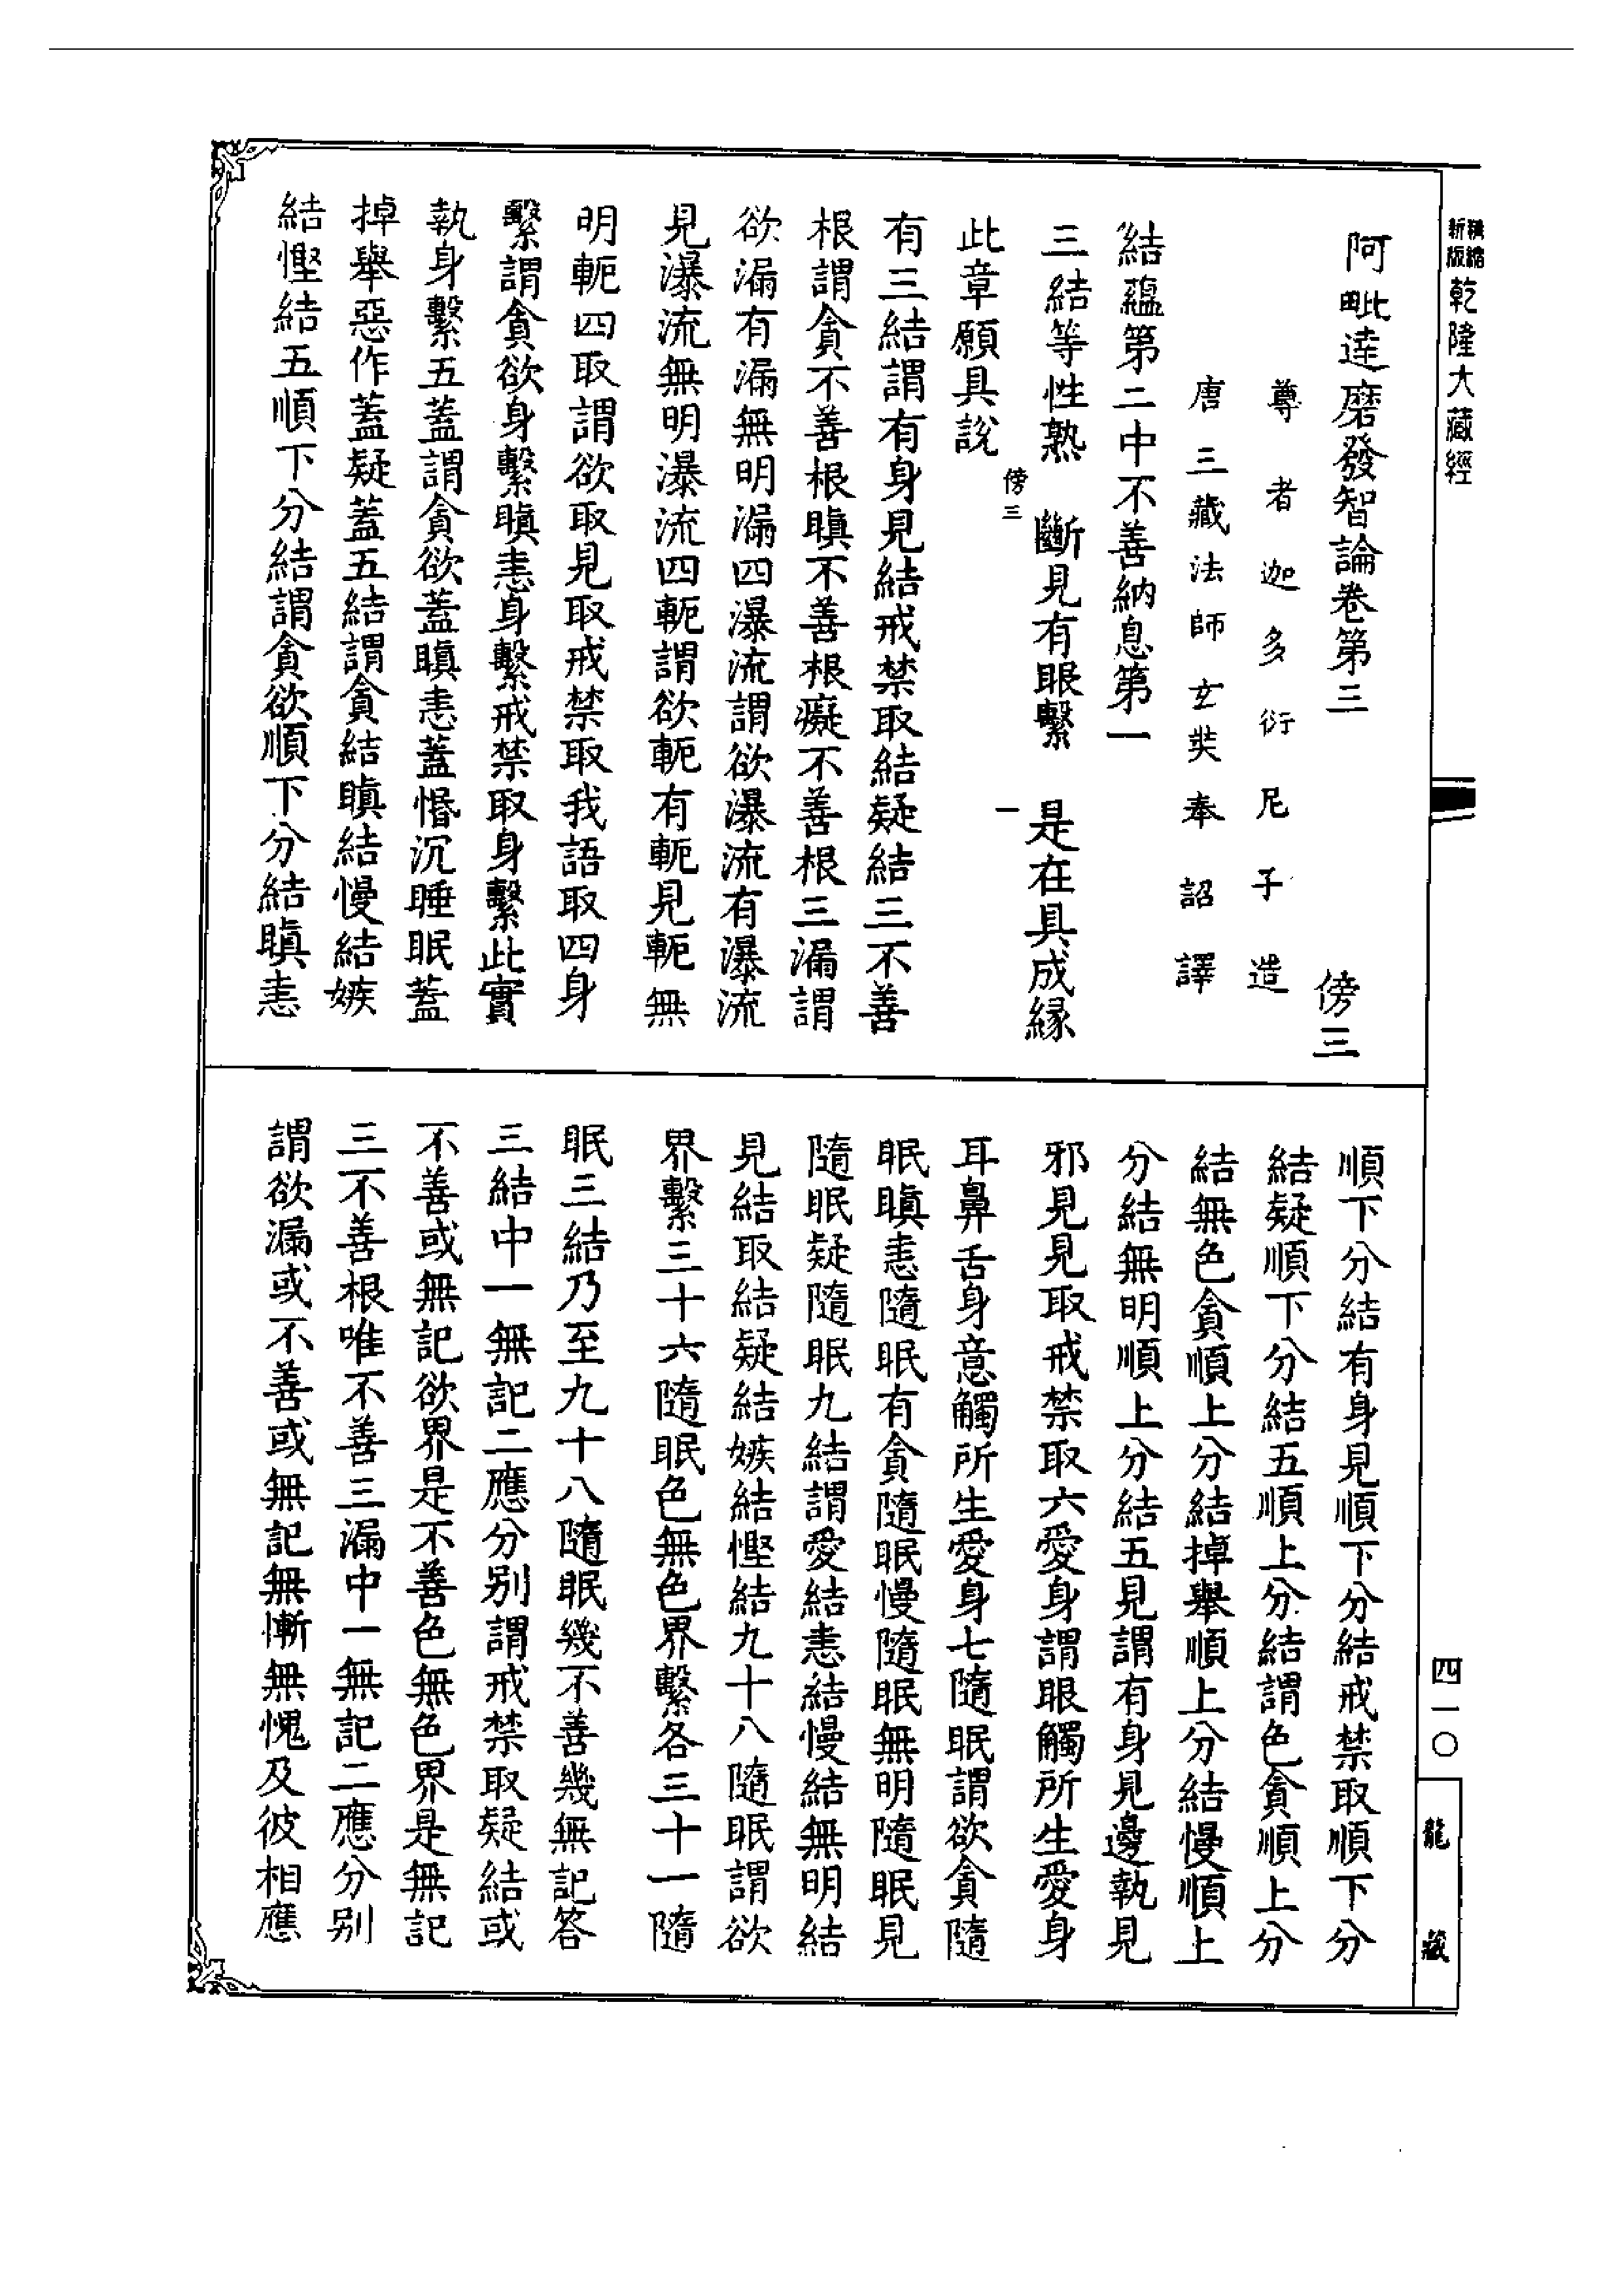 新版精縮乾隆大藏經
阿毗達磨發智論卷第三 傍三
尊者迦多衍尼子造
唐三藏法師玄奘奉詔譯
結蘊第二中不善納息第一
三結等性熟 斷見有眼繫 是在具成緣
傍三 一
此章願具說
有三結謂有身見結戒禁取結疑結三不善
根謂貪不善根瞋不善根癡不善根三漏謂
欲漏有漏無明漏四瀑流謂欲瀑流有瀑流
見瀑流無明瀑流四軛謂欲軛有軛見軛無
明軛四取謂欲取見取戒禁取我語取四身
繫謂貪欲身繫瞋恚身繫戒禁取身繫此實
執身繫五蓋謂貪欲蓋瞋恚蓋惛沉睡眠蓋
掉舉惡作蓋疑蓋五結謂貪結瞋結慢結嫉
結慳結五順下分結謂貪欲順下分結瞋恚
順下分結有身見順下分結戒禁取順下分
結疑順下分結五順上分結謂色貪順上分
結無色貪順上分結掉舉順上分結慢順上
分結無明順上分結五見謂有身見邊執見
邪見見取戒禁取六愛身謂眼觸所生愛身
耳鼻舌身意觸所生愛身七隨眠謂欲貪隨
眠瞋恚隨眠有貪隨眠慢隨眠無明隨眠見
隨眠疑隨眠九結謂愛結恚結慢結無明結
見結取結疑結嫉結慳結九十八隨眠謂欲
界繫三十六隨眠色無色界繫各三十一隨
眠三結乃至九十八隨眠幾不善幾無記答
三結中一無記二應分別謂戒禁取疑結或
不善或無記欲界是不善色無色界是無記
三不善根唯不善三漏中一無記二應分別
謂欲漏或不善或無記無慚無愧及彼相應
四一〇
龍藏